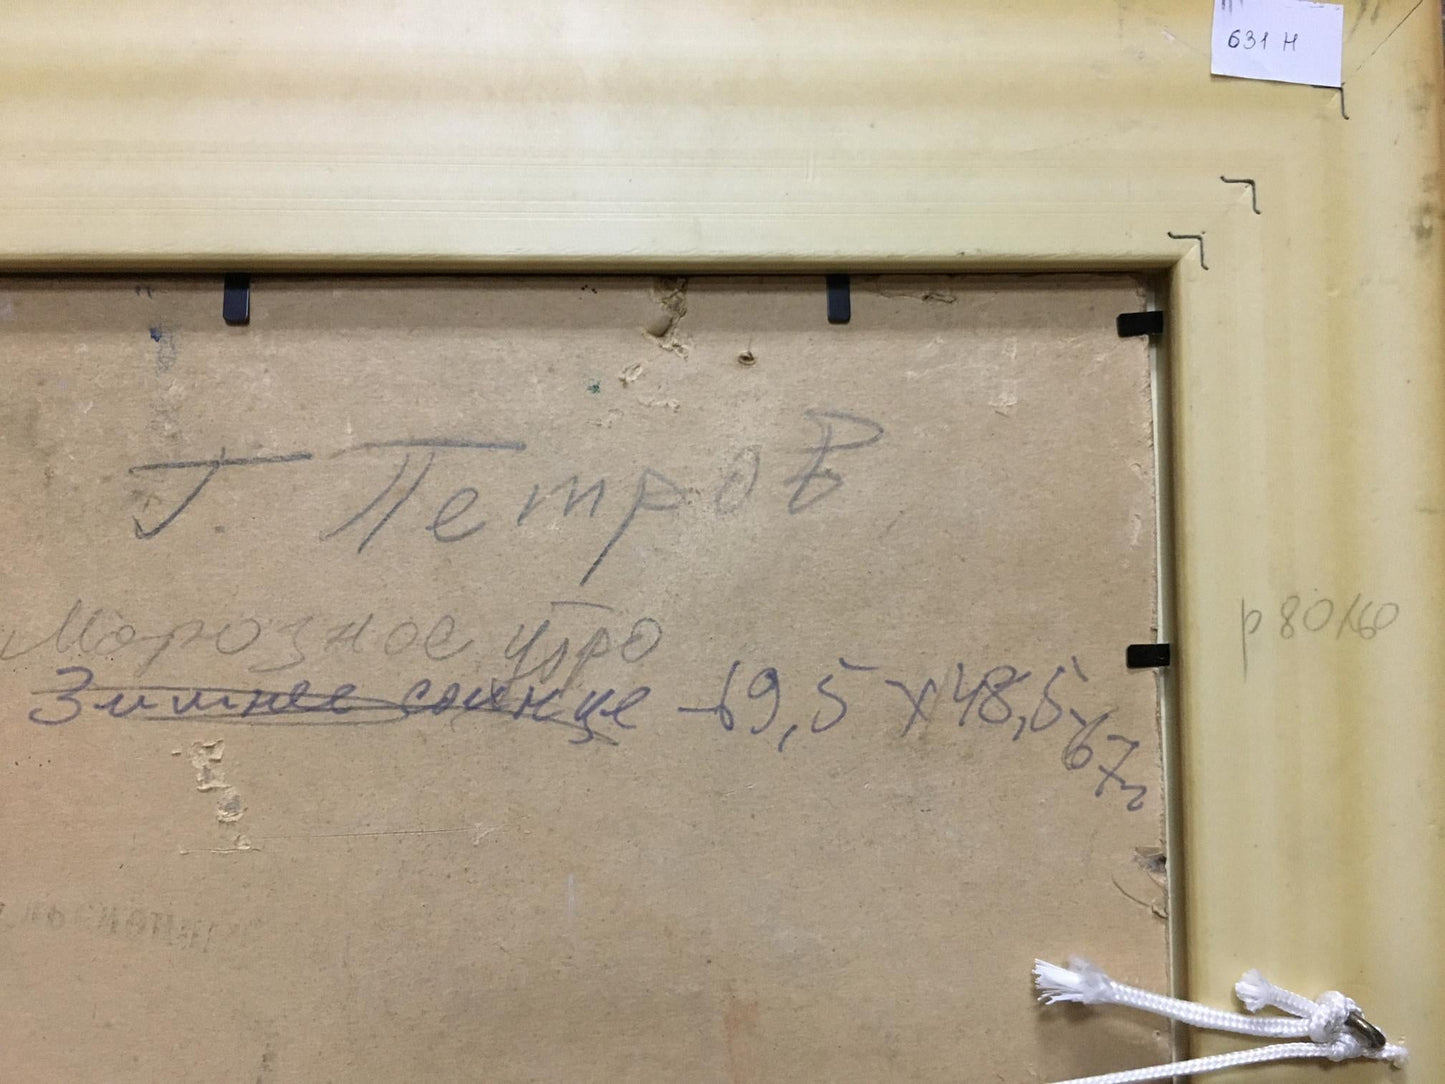 631 Н
Г. Петров
Морозное утро
Зимнее солнце - 69,5 х 48,5
67г
р 80/60